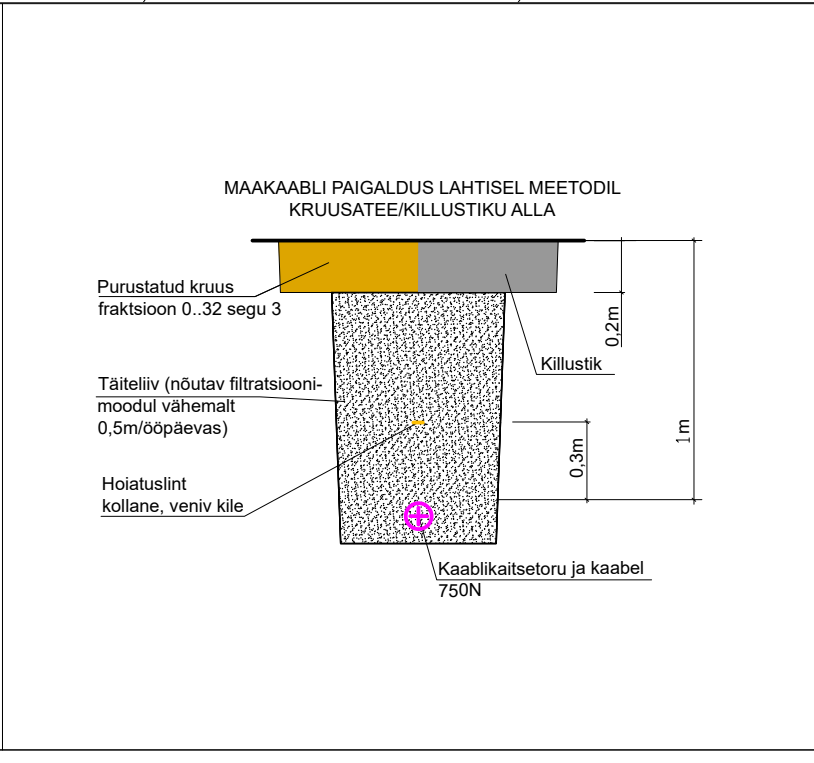 MAAKAABLI PAIGALDUS LAHTISEL MEETODIL
KRUUSATEE/KILLUSTIKU ALLA
Purustatud kruus
fraktsioon 0..32 segu 3
0,2m
Killustik
Täiteliiv (nõutav filtratsiooni-
moodul vähemalt
0,5m/ööpäevas)
1m
0,3m
Hoiatuslint
kollane, veniv kile
Kaablikaitsetoru ja kaabel
750N